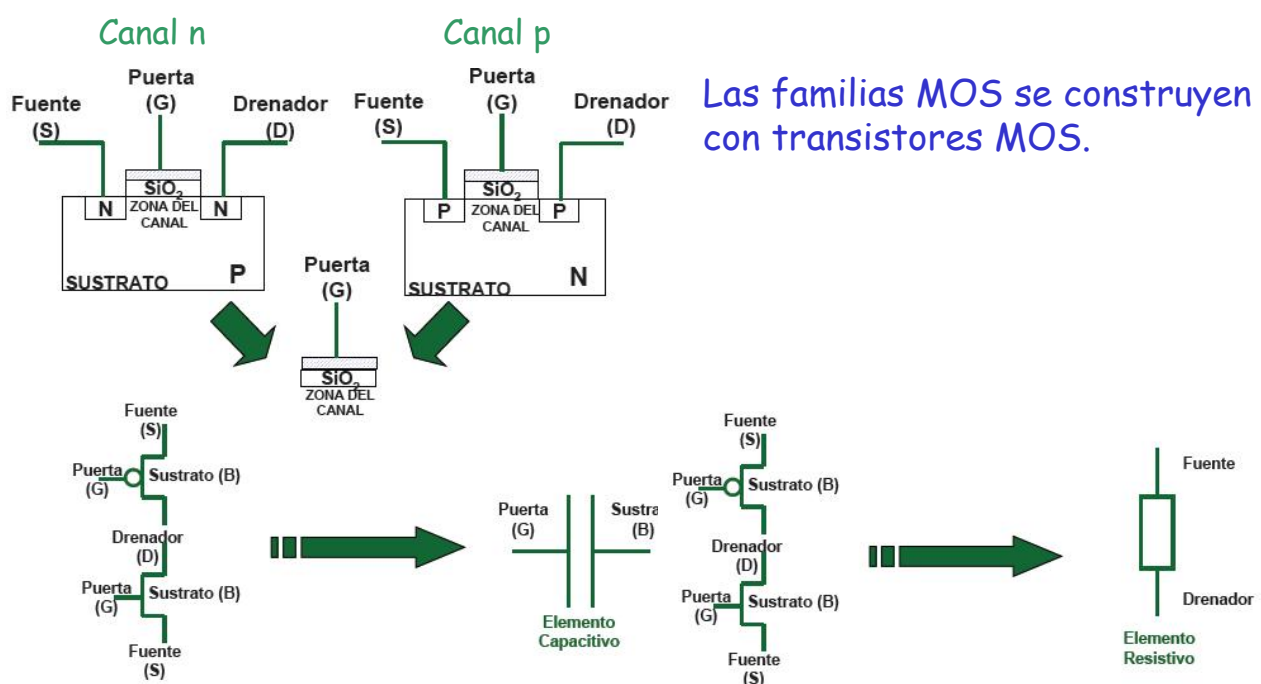 Canal n
Canal p
Las familias MOS se construyen
con transistores MOS.
Puerta
(G)
Fuente
(S)
Drenador
(D)
SiO2
ZONA DEL
CANAL
N
N
SUSTRATO
P
Puerta
(G)
Fuente
(S)
Drenador
(D)
SiO2
ZONA DEL
CANAL
P
P
SUSTRATO
N
Puerta
(G)
SiO2
ZONA DEL
CANAL
Fuente
(S)
Puerta
(G)
Sustrato (B)
Drenador
(D)
Puerta
(G)
Sustrato (B)
Fuente
(S)
Puerta
(G)
Sustra
(B)
Elemento
Capacitivo
Fuente
(S)
Puerta
(G)
Sustrato (B)
Drenador
(D)
Puerta
(G)
Sustrato (B)
Fuente
(S)
Fuente
Drenador
Elemento
Resistivo